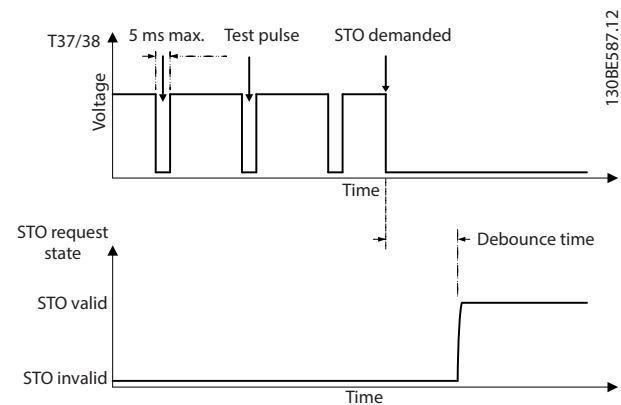 T37/38
5 ms max.
Test pulse
STO demanded
130BE587.12
Voltage
Time
STO request
state
Debounce time
STO valid
STO invalid
Time